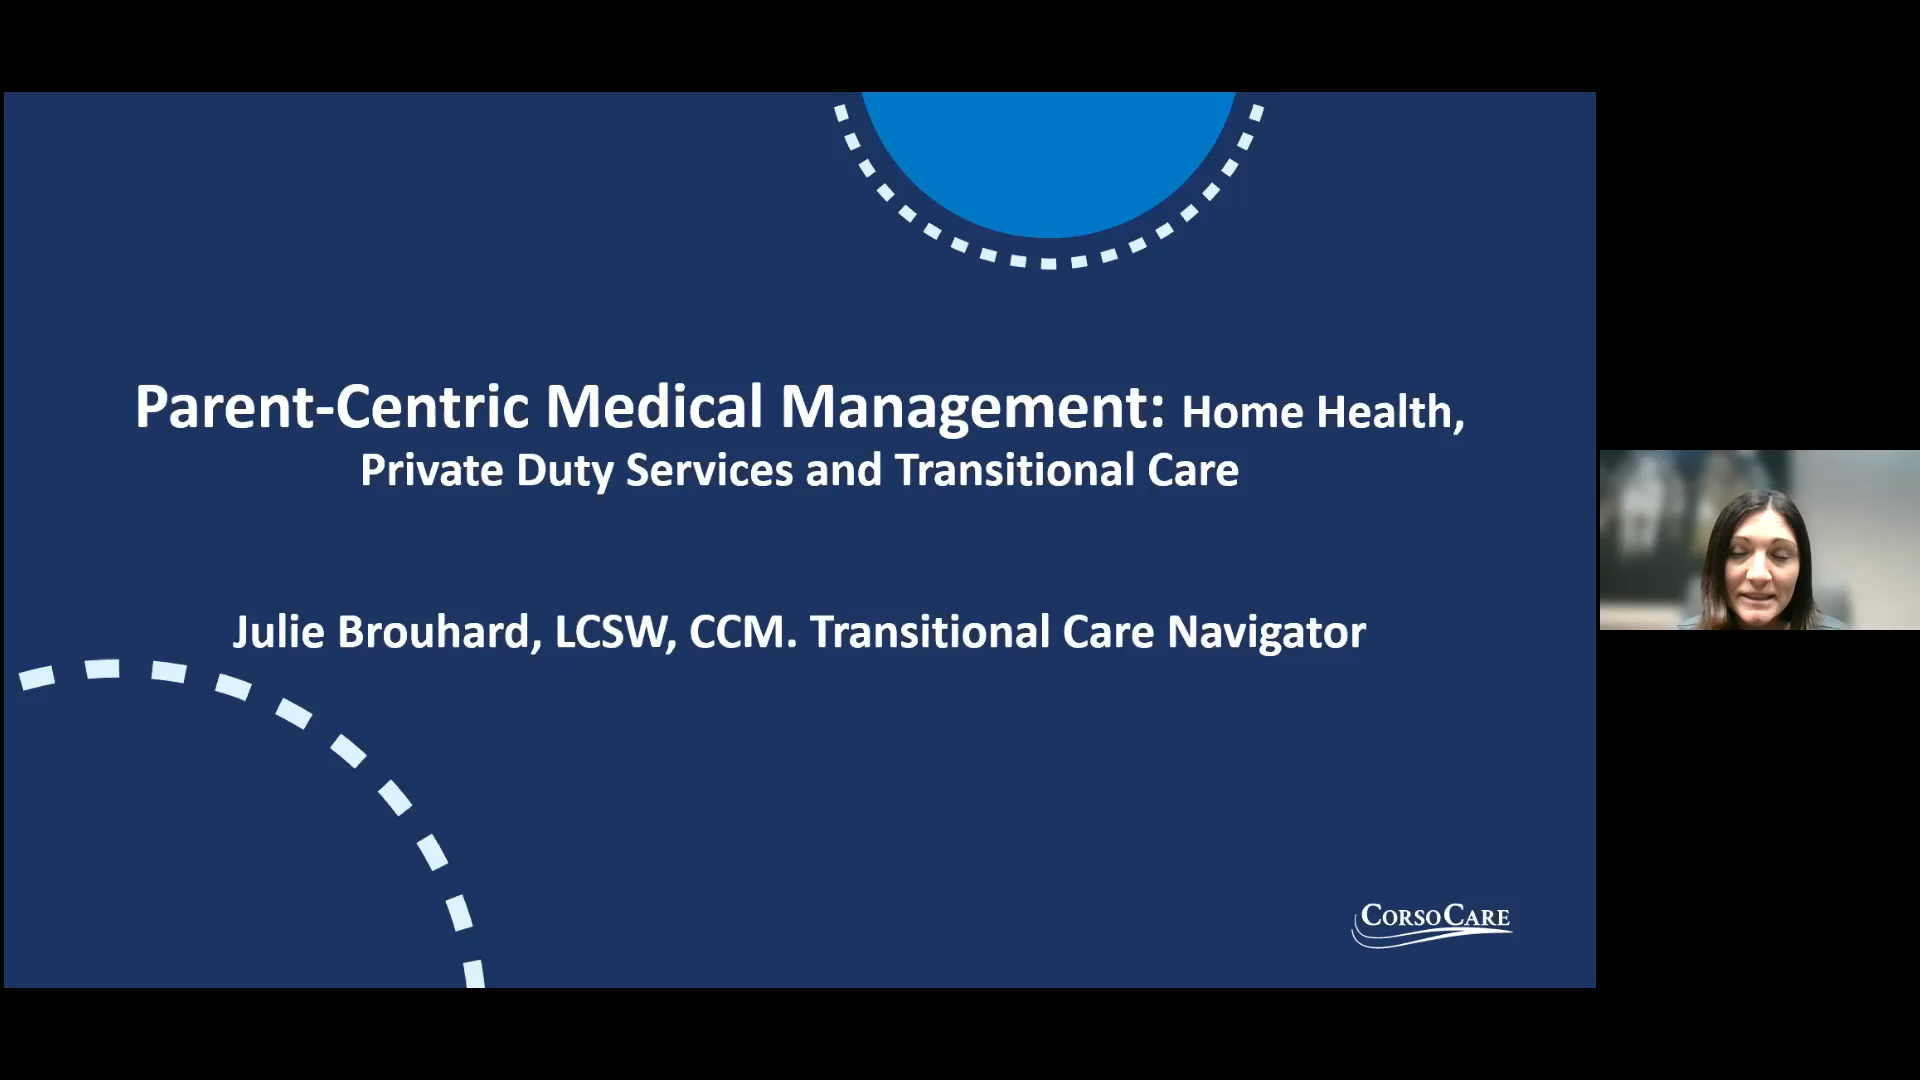 Parent-Centric Medical Management: Home Health,
Private Duty Services and Transitional Care
Julie Brouhard, LCSW, CCM. Transitional Care Navigator
CORSOCARE